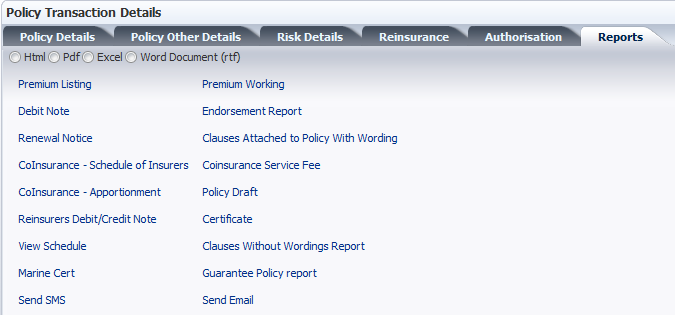 Policy Transaction Details
Policy Details Policy Other Details Risk Details Reinsurance Authorisation Reports
Html Pdf Excel Word Document (rtf)
Premium Listing Premium Working
Debit Note Endorsement Report
Renewal Notice Clauses Attached to Policy With Wording
CoInsurance - Schedule of Insurers Coinsurance Service Fee
CoInsurance - Apportionment Policy Draft
Reinsurers Debit/Credit Note Certificate
View Schedule Clauses Without Wordings Report
Marine Cert Guarantee Policy report
Send SMS Send Email